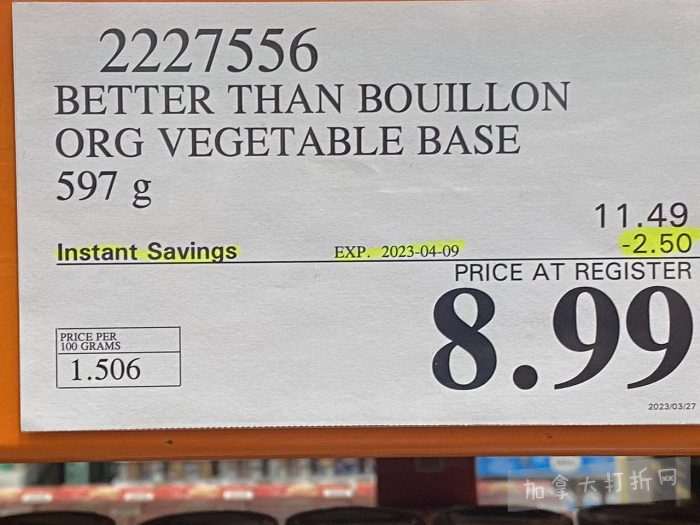 2227556
BETTER THAN BOUILLON
ORG VEGETABLE BASE
597 g
11.49
Instant Savings EXP. 2023-04-09 -2.50
PRICE AT REGISTER
8.99
PRICE PER
100 GRAMS
1.506
2023/03/27
加拿大打折网